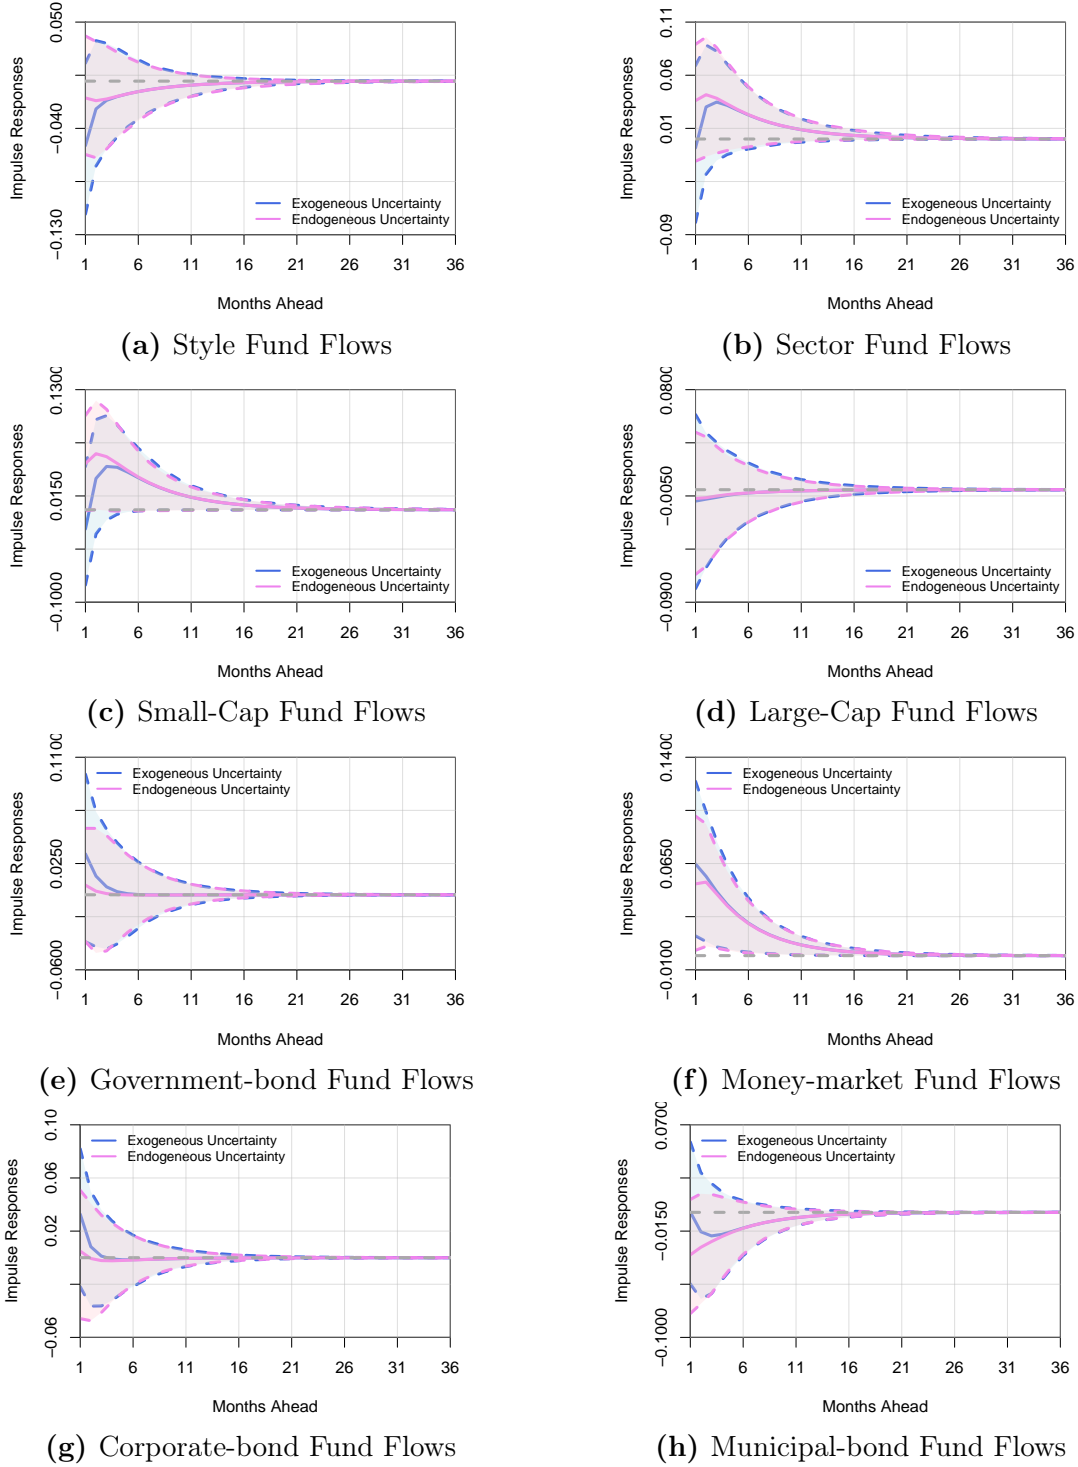 Impulse Responses
0.050
−0.040
−0.130
Exogeneous Uncertainty
Endogeneous Uncertainty
1 6 11 16 21 26 31 36
Months Ahead
(a) Style Fund Flows
Impulse Responses
0.11
0.06
0.01
−0.09
Exogeneous Uncertainty
Endogeneous Uncertainty
1 6 11 16 21 26 31 36
Months Ahead
(b) Sector Fund Flows
Impulse Responses
0.1300
0.0150
−0.1000
Exogeneous Uncertainty
Endogeneous Uncertainty
1 6 11 16 21 26 31 36
Months Ahead
(c) Small-Cap Fund Flows
Impulse Responses
0.0800
−0.0050
−0.0900
Exogeneous Uncertainty
Endogeneous Uncertainty
1 6 11 16 21 26 31 36
Months Ahead
(d) Large-Cap Fund Flows
Impulse Responses
0.1100
0.0250
−0.0600
Exogeneous Uncertainty
Endogeneous Uncertainty
1 6 11 16 21 26 31 36
Months Ahead
(e) Government-bond Fund Flows
Impulse Responses
0.1400
0.0650
−0.0100
Exogeneous Uncertainty
Endogeneous Uncertainty
1 6 11 16 21 26 31 36
Months Ahead
(f) Money-market Fund Flows
Impulse Responses
0.10
0.06
0.02
−0.06
Exogeneous Uncertainty
Endogeneous Uncertainty
1 6 11 16 21 26 31 36
Months Ahead
(g) Corporate-bond Fund Flows
Impulse Responses
0.0700
−0.0150
−0.1000
Exogeneous Uncertainty
Endogeneous Uncertainty
1 6 11 16 21 26 31 36
Months Ahead
(h) Municipal-bond Fund Flows